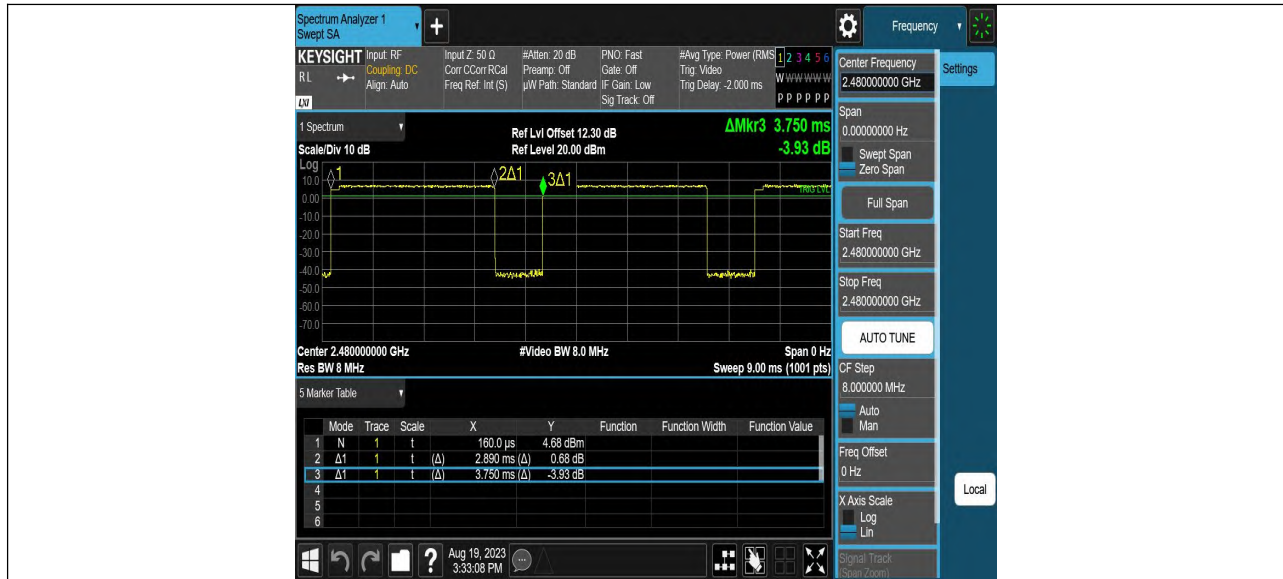 Spectrum Analyzer 1
Swept SA
+
Frequency
KEYSIGHT Input: RF Input Z: 50 Ω #Atten: 20 dB PNO: Fast #Avg Type: Power (RMS 1 2 3 4 5 6
RL Coupling: DC Corr CCorr RCal Preamp: Off Gate: Off Trig: Video W W W W W W
Align: Auto Freq Ref: Int (S) µW Path: Standard IF Gain: Low Trig Delay: -2.000 ms
LXI Sig Track: Off P P P P P P
1 Spectrum
Ref Lvl Offset 12.30 dB ΔMkr3 3.750 ms
Scale/Div 10 dB Ref Level 20.00 dBm -3.93 dB
Log
1 2Δ1 3Δ1
10.0
TRIG LVL
0.00
-10.0
-20.0
-30.0
-40.0
-50.0
-60.0
-70.0
Center 2.480000000 GHz #Video BW 8.0 MHz Span 0 Hz
Res BW 8 MHz Sweep 9.00 ms (1001 pts)
5 Marker Table
Mode Trace Scale X Y Function Function Width Function Value
1 N 1 t 160.0 µs 4.68 dBm
2 Δ1 1 t (Δ) 2.890 ms (Δ) 0.68 dB
3 Δ1 1 t (Δ) 3.750 ms (Δ) -3.93 dB
4
5
6
?
Aug 19, 2023
3:33:08 PM
Center Frequency
2.480000000 GHz
Settings
Span
0.00000000 Hz
Swept Span
Zero Span
Full Span
Start Freq
2.480000000 GHz
Stop Freq
2.480000000 GHz
AUTO TUNE
CF Step
8.000000 MHz
Auto
Man
Freq Offset
0 Hz
Local
X Axis Scale
Log
Lin
Signal Track
(Span Zoom)